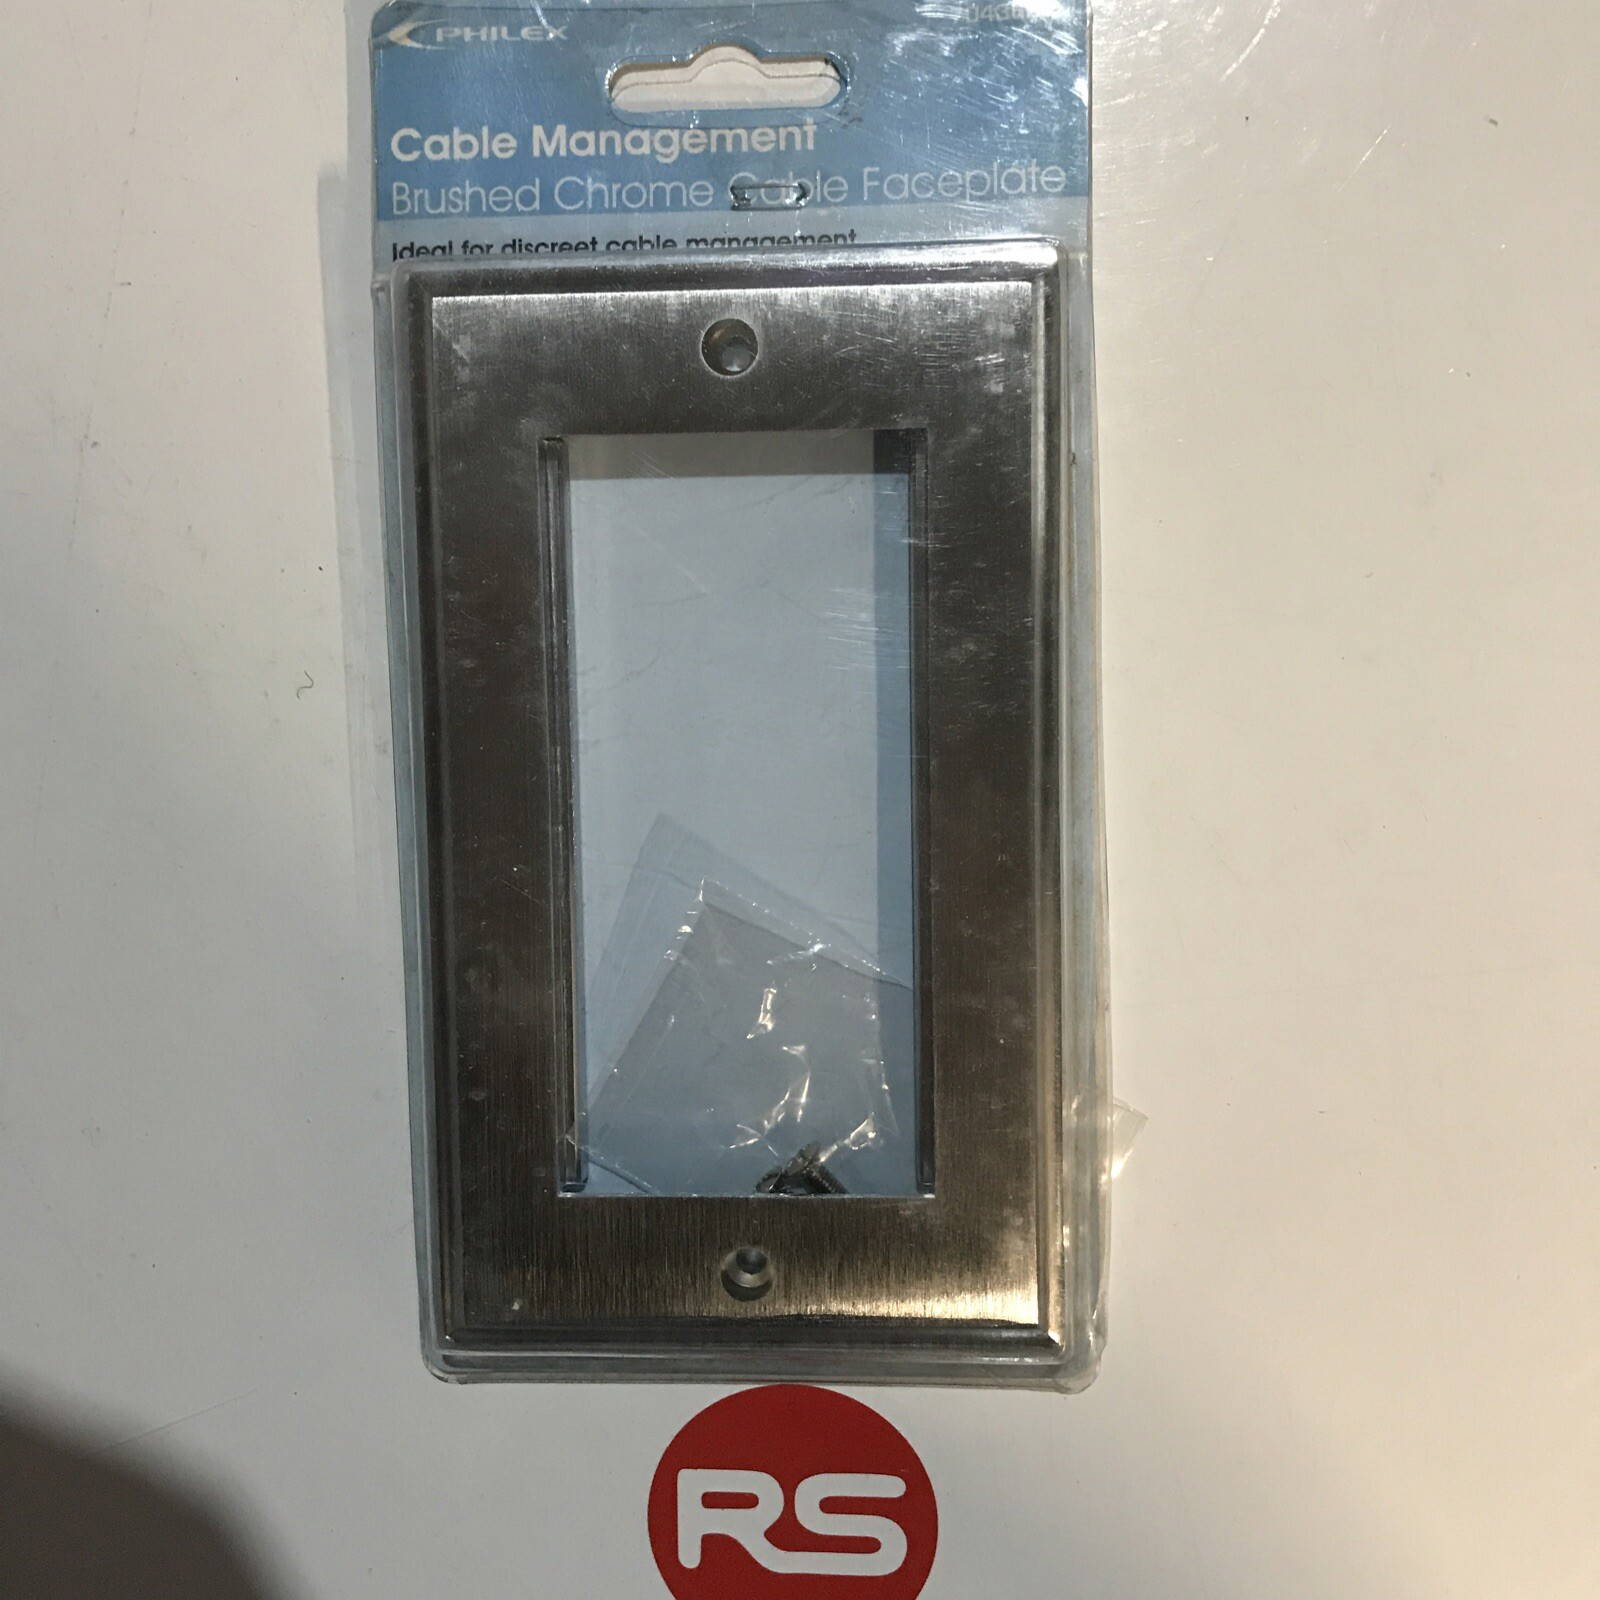 PHILEX
Cable Management
Brushed Chrome Cable Faceplate
Ideal for discreet cable management
RS